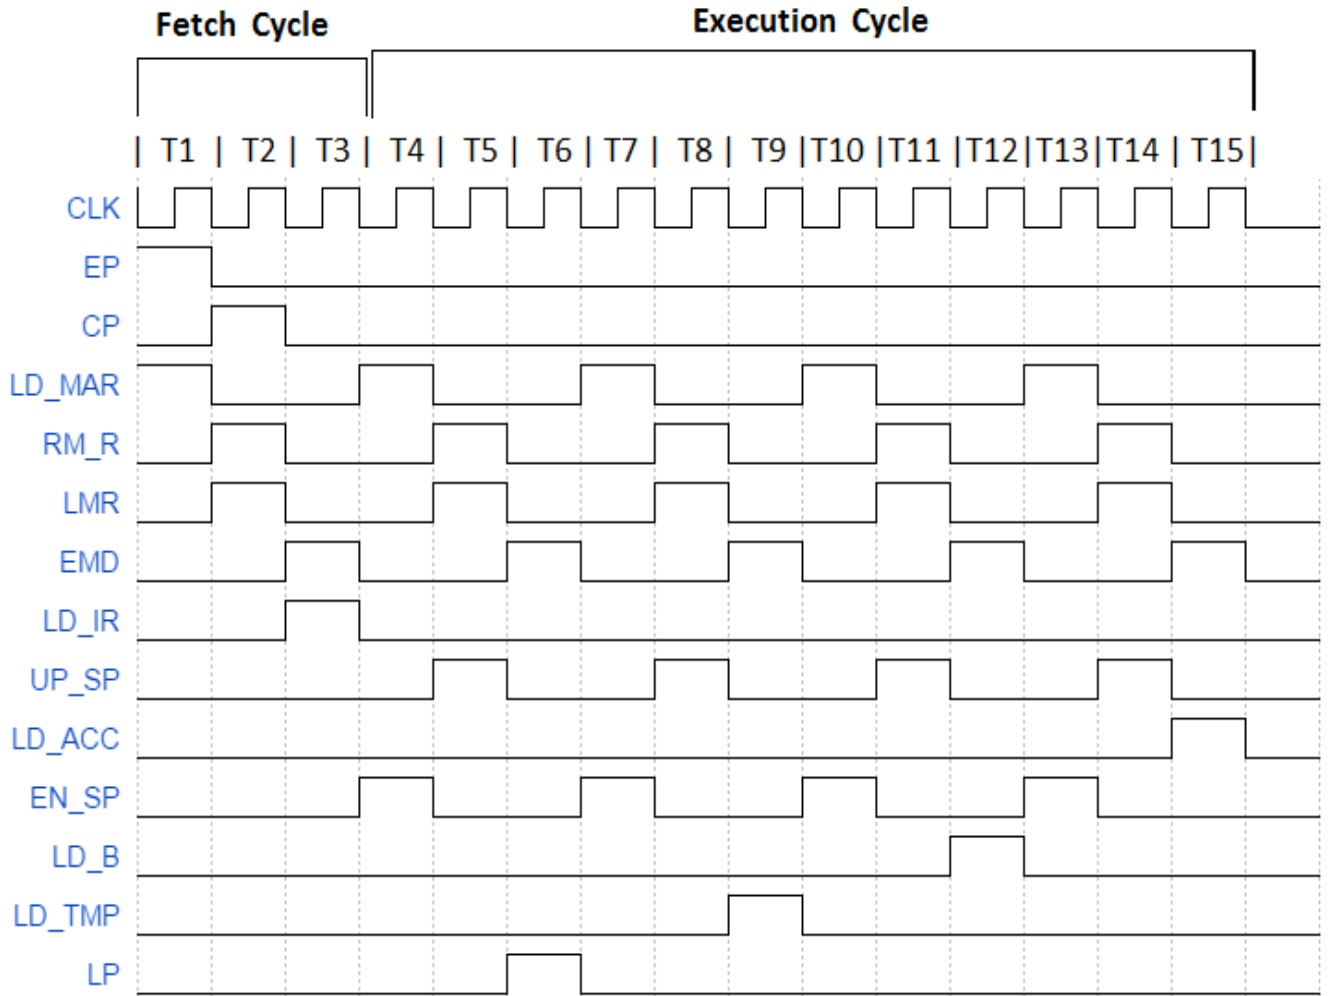 Fetch Cycle Execution Cycle
| T1 | T2 | T3 | T4 | T5 | T6 | T7 | T8 | T9 |T10 |T11 |T12|T13|T14 | T15|
CLK
EP
CP
LD_MAR
RM_R
LMR
EMD
LD_IR
UP_SP
LD_ACC
EN_SP
LD_B
LD_TMP
LP